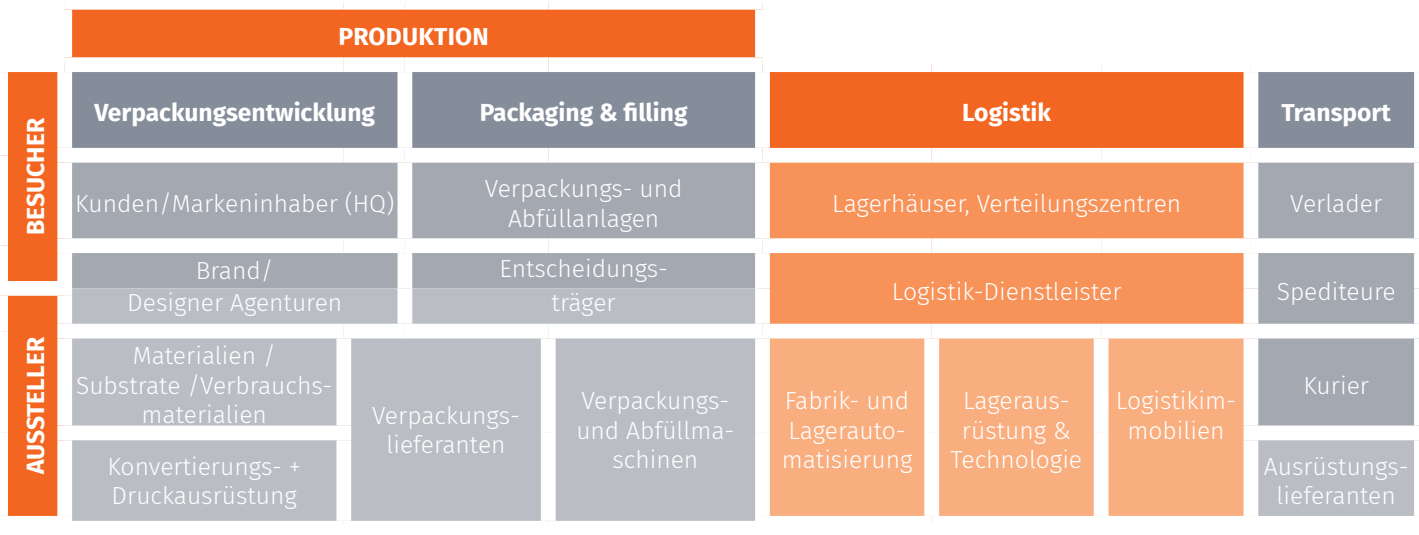 PRODUKTION
BESUCHER
Verpackungsentwicklung
Packaging & filling
Logistik
Transport
Kunden/Markeninhaber (HQ)
Verpackungs- und
Abfüllanlagen
Lagerhäuser, Verteilungszentren
Verlader
Brand/
Designer Agenturen
Entscheidungs-
träger
Logistik-Dienstleister
Spediteure
AUSSTELLER
Materialien /
Substrate /Verbrauchs-
materialien
Konvertierungs- +
Druckausrüstung
Verpackungs-
lieferanten
Verpackungs-
und Abfüllma-
schinen
Fabrik- und
Lagerauto-
matisierung
Lageraus-
rüstung &
Technologie
Logistikim-
mobilien
Kurier
Ausrüstungs-
lieferanten